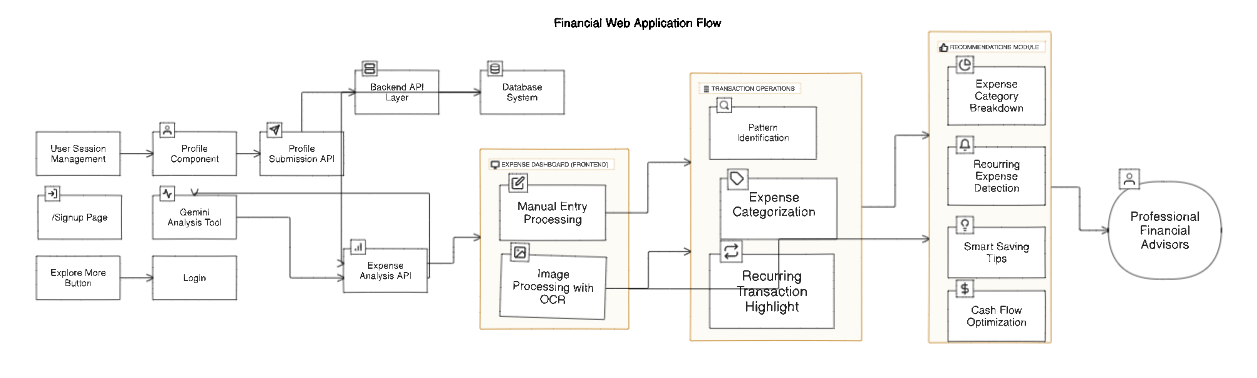 Financial Web Application Flow
User Session
Management
Profile
Component
Profile
Submission API
Backend API
Layer
Database
System
/Signup Page
Gemini
Analysis Tool
Explore More
Button
Login
Expense
Analysis API
EXPENSE DASHBOARD (FRONTEND)
Manual Entry
Processing
Image
Processing with
OCR
TRANSACTION OPERATIONS
Pattern
Identification
Expense
Categorization
Recurring
Transaction
Highlight
RECOMMENDATIONS MODULE
Expense
Category
Breakdown
Recurring
Expense
Detection
Smart Saving
Tips
Cash Flow
Optimization
Professional
Financial
Advisors